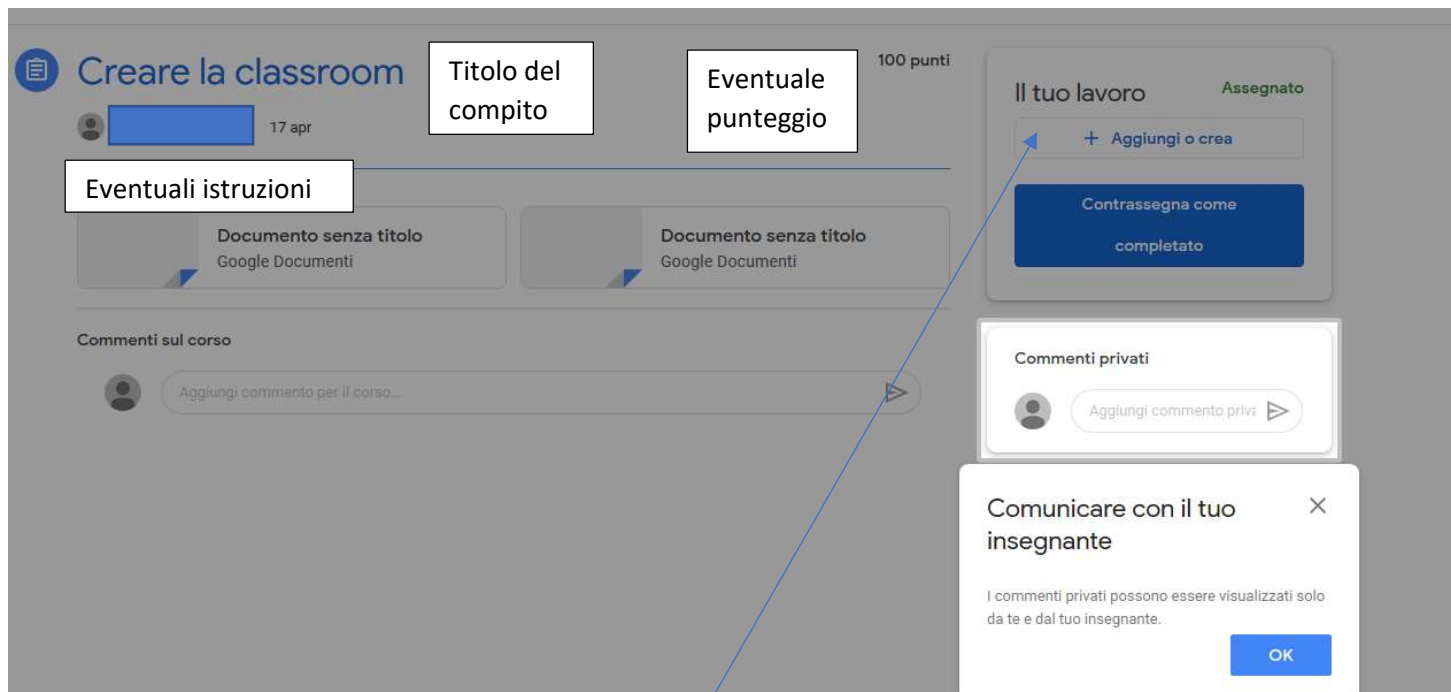 Creare la classroom
Titolo del
compito
Eventuale
punteggio
100 punti
17 apr
Eventuali istruzioni
Documento senza titolo
Google Documenti
Documento senza titolo
Google Documenti
Commenti sul corso
Aggiungi commento per il corso...
Il tuo lavoro
Assegnato
+ Aggiungi o crea
Contrassegna come
completato
Commenti privati
Aggiungi commento priva
Comunicare con il tuo
insegnante
I commenti privati possono essere visualizzati solo
da te e dal tuo insegnante.
OK